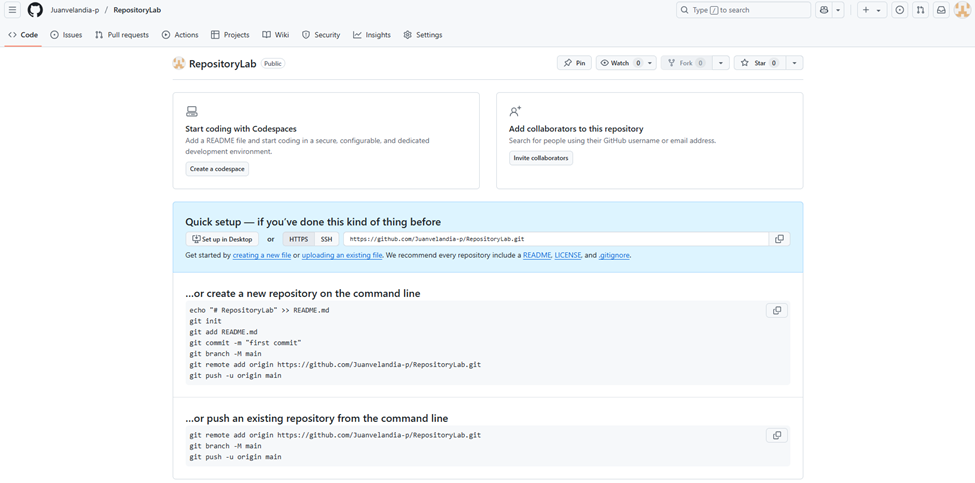 Juanvelandia-p / RepositoryLab
Type / to search
Code
Issues
Pull requests
Actions
Projects
Wiki
Security
Insights
Settings
RepositoryLab Public
Pin
Watch 0
Fork 0
Star 0
Start coding with Codespaces
Add a README file and start coding in a secure, configurable, and dedicated
development environment.
Create a codespace
Add collaborators to this repository
Search for people using their GitHub username or email address.
Invite collaborators
Quick setup — if you've done this kind of thing before
Set up in Desktop or HTTPS SSH https://github.com/Juanvelandia-p/RepositoryLab.git
Get started by creating a new file or uploading an existing file. We recommend every repository include a README, LICENSE, and .gitignore.
...or create a new repository on the command line
echo "# RepositoryLab" >> README.md
git init
git add README.md
git commit -m "first commit"
git branch -M main
git remote add origin https://github.com/Juanvelandia-p/RepositoryLab.git
git push -u origin main
...or push an existing repository from the command line
git remote add origin https://github.com/Juanvelandia-p/RepositoryLab.git
git branch -M main
git push -u origin main